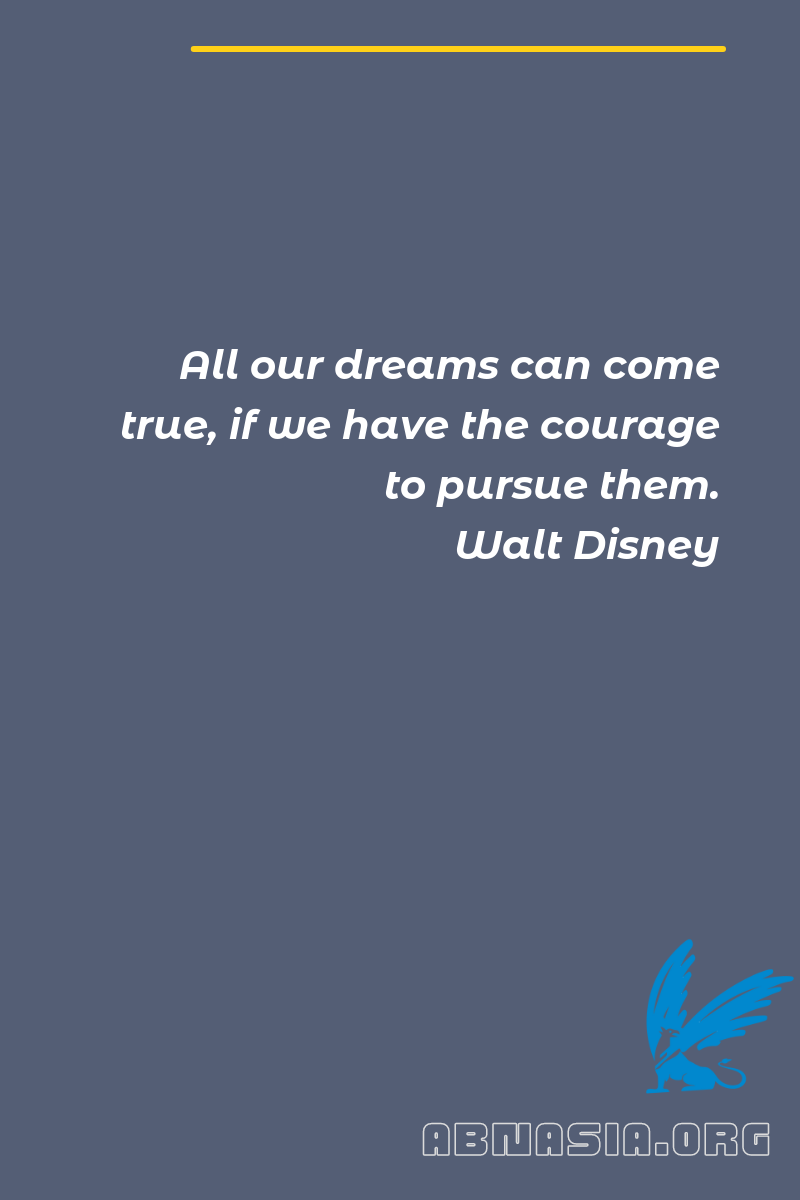 All our dreams can come
true, if we have the courage
to pursue them.
Walt Disney
ABNASIA.ORG